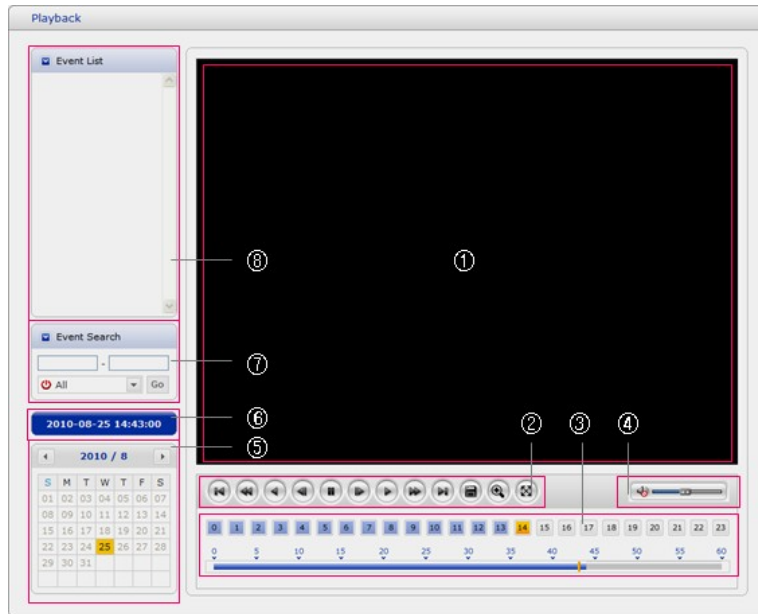 Playback
Event List
⑧
①
Event Search
-
All
Go
⑦
2010-08-25 14:43:00
⑥
⑤
②
③
④
2010 / 8
S M T W T F S
01 02 03 04 05 06 07
08 09 10 11 12 13 14
15 16 17 18 19 20 21
22 23 24 25 26 27 28
29 30 31
0 1 2 3 4 5 6 7 8 9 10 11 12 13 14 15 16 17 18 19 20 21 22 23
0 5 10 15 20 25 30 35 40 45 50 55 60